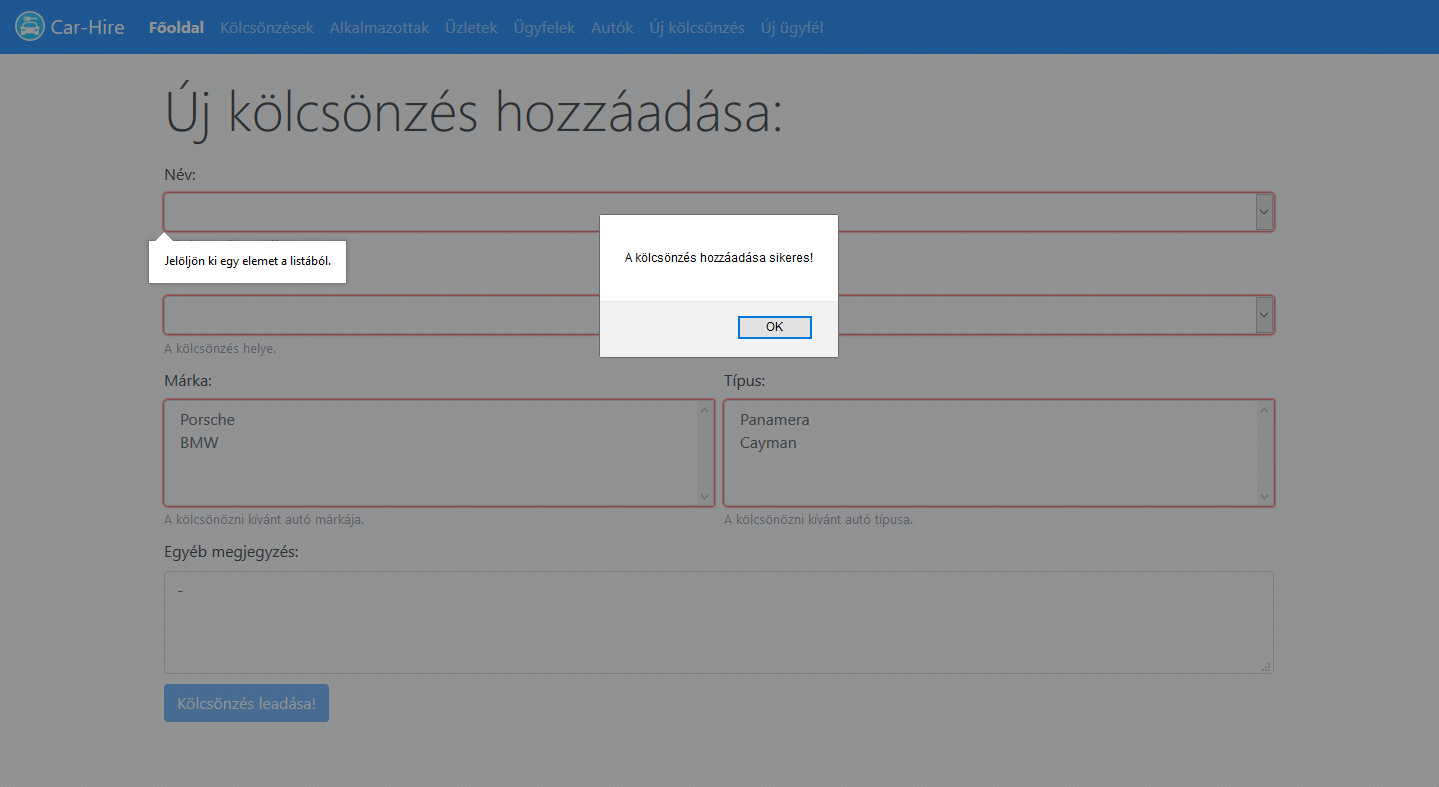 Car-Hire Főoldal Kölcsönzések Alkalmazottak Üzletek Ügyfelek Autók Új kölcsönzés Új ügyfél
Új kölcsönzés hozzáadása:
Név:
Jelöljön ki egy elemet a listából.
A kölcsönzés hozzáadása sikeres!
OK
A kölcsönzés helye.
Márka: Típus:
Porsche Panamera
BMW Cayman
A kölcsönözni kívánt autó márkája. A kölcsönözni kívánt autó típusa.
Egyéb megjegyzés:
-
Kölcsönzés leadása!